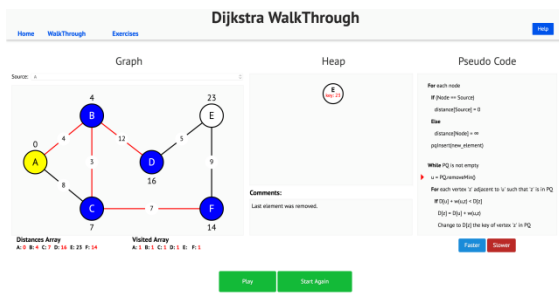 Dijkstra WalkThrough
Home WalkThrough Exercises Help
Graph
Source: A
4
B
23
E
0
A
4
12
5
3
D
16
9
8
C
7
7
F
14
Distances Array
A: 0 B: 4 C: 7 D: 16 E: 23 F: 14
Visited Array
A: 1 B: 1 C: 1 D: 1 E: F: 1
Heap
E
key: 23
Comments:
Last element was removed.
Pseudo Code
For each node
If (Node == Source)
distance[Source] = 0
Else
distance[Node] = ∞
pq.insert(new_element)
While PQ is not empty
u = PQ.removeMin()
For each vertex 'z' adjacent to 'u' such that 'z' is in PQ
If D[u] + w(u,z) < D[z]
D[z] = D[u] + w(u,z)
Change to D[z] the key of vertex 'z' in PQ
Faster Slower
Play Start Again